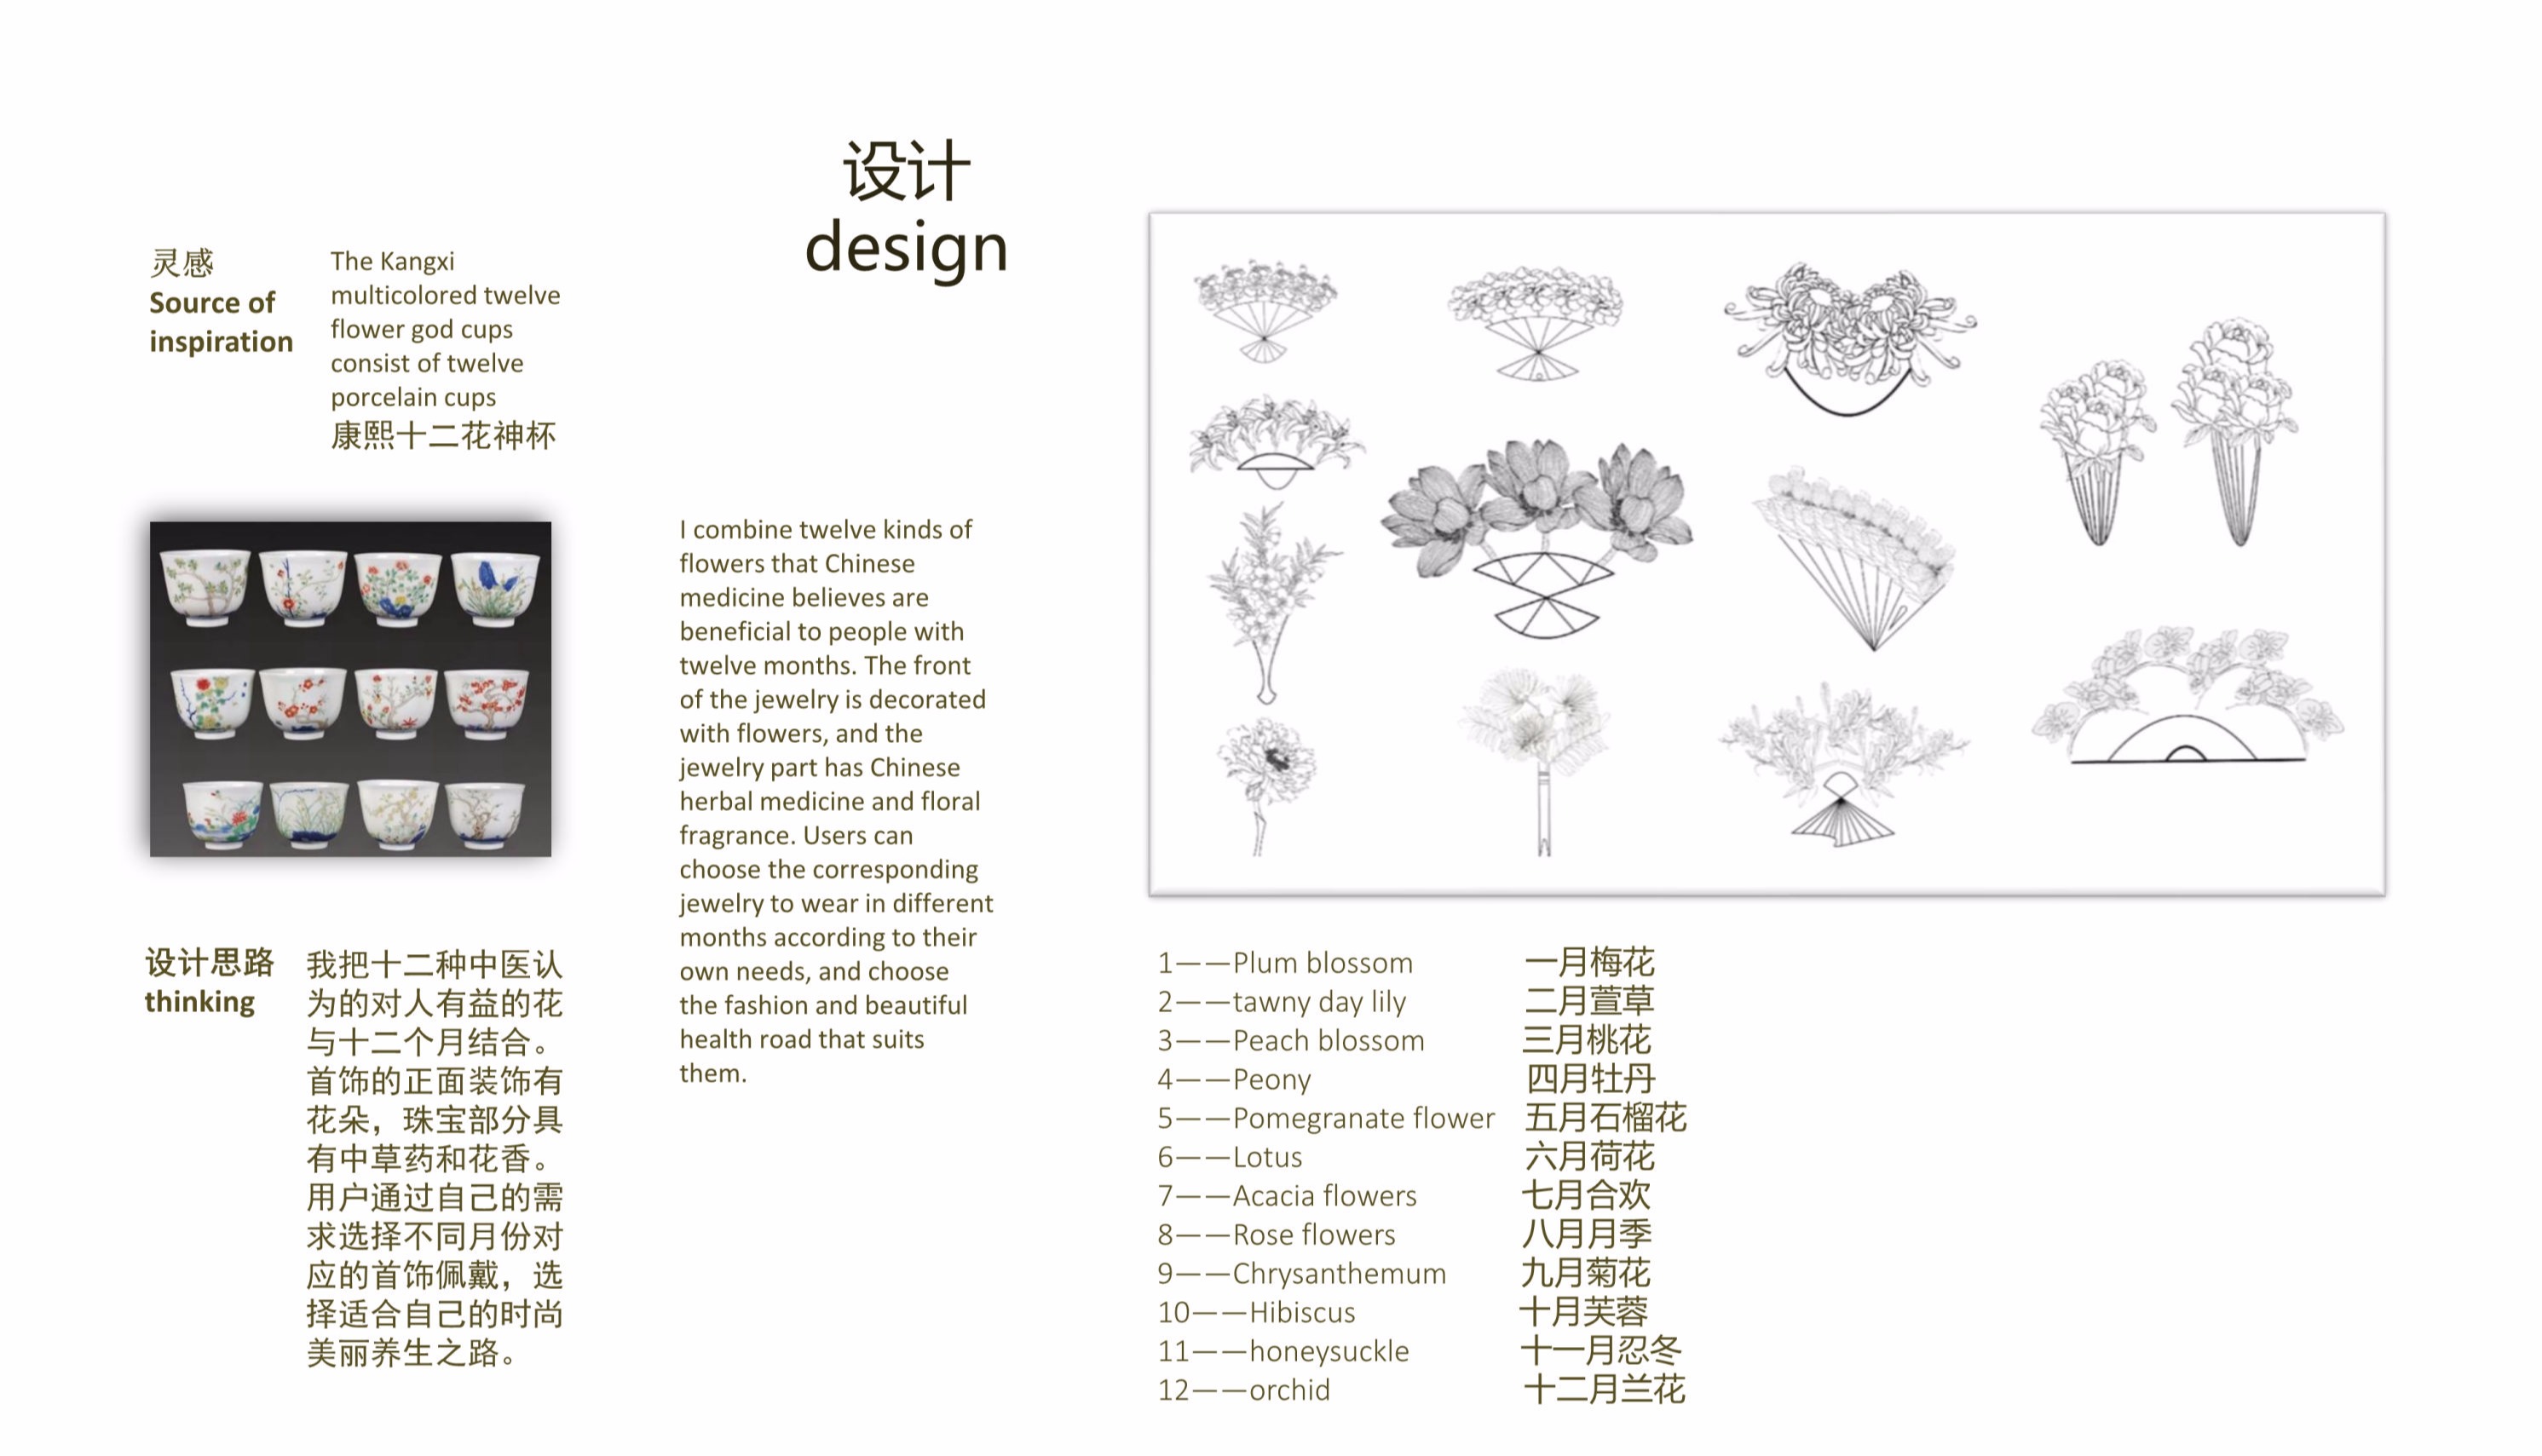 设计
design
灵感
Source of
inspiration
The Kangxi
multicolored twelve
flower god cups
consist of twelve
porcelain cups
康熙十二花神杯
I combine twelve kinds of
flowers that Chinese
medicine believes are
beneficial to people with
twelve months. The front
of the jewelry is decorated
with flowers, and the
jewelry part has Chinese
herbal medicine and floral
fragrance. Users can
choose the corresponding
jewelry to wear in different
months according to their
own needs, and choose
the fashion and beautiful
health road that suits
them.
设计思路
thinking
我把十二种中医认
为的对人有益的花
与十二个月结合。
首饰的正面装饰有
花朵，珠宝部分具
有中草药和花香。
用户通过自己的需
求选择不同月份对
应的首饰佩戴，选
择适合自己的时尚
美丽养生之路。
1——Plum blossom 一月梅花
2——tawny day lily 二月萱草
3——Peach blossom 三月桃花
4——Peony 四月牡丹
5——Pomegranate flower 五月石榴花
6——Lotus 六月荷花
7——Acacia flowers 七月合欢
8——Rose flowers 八月月季
9——Chrysanthemum 九月菊花
10——Hibiscus 十月芙蓉
11——honeysuckle 十一月忍冬
12——orchid 十二月兰花